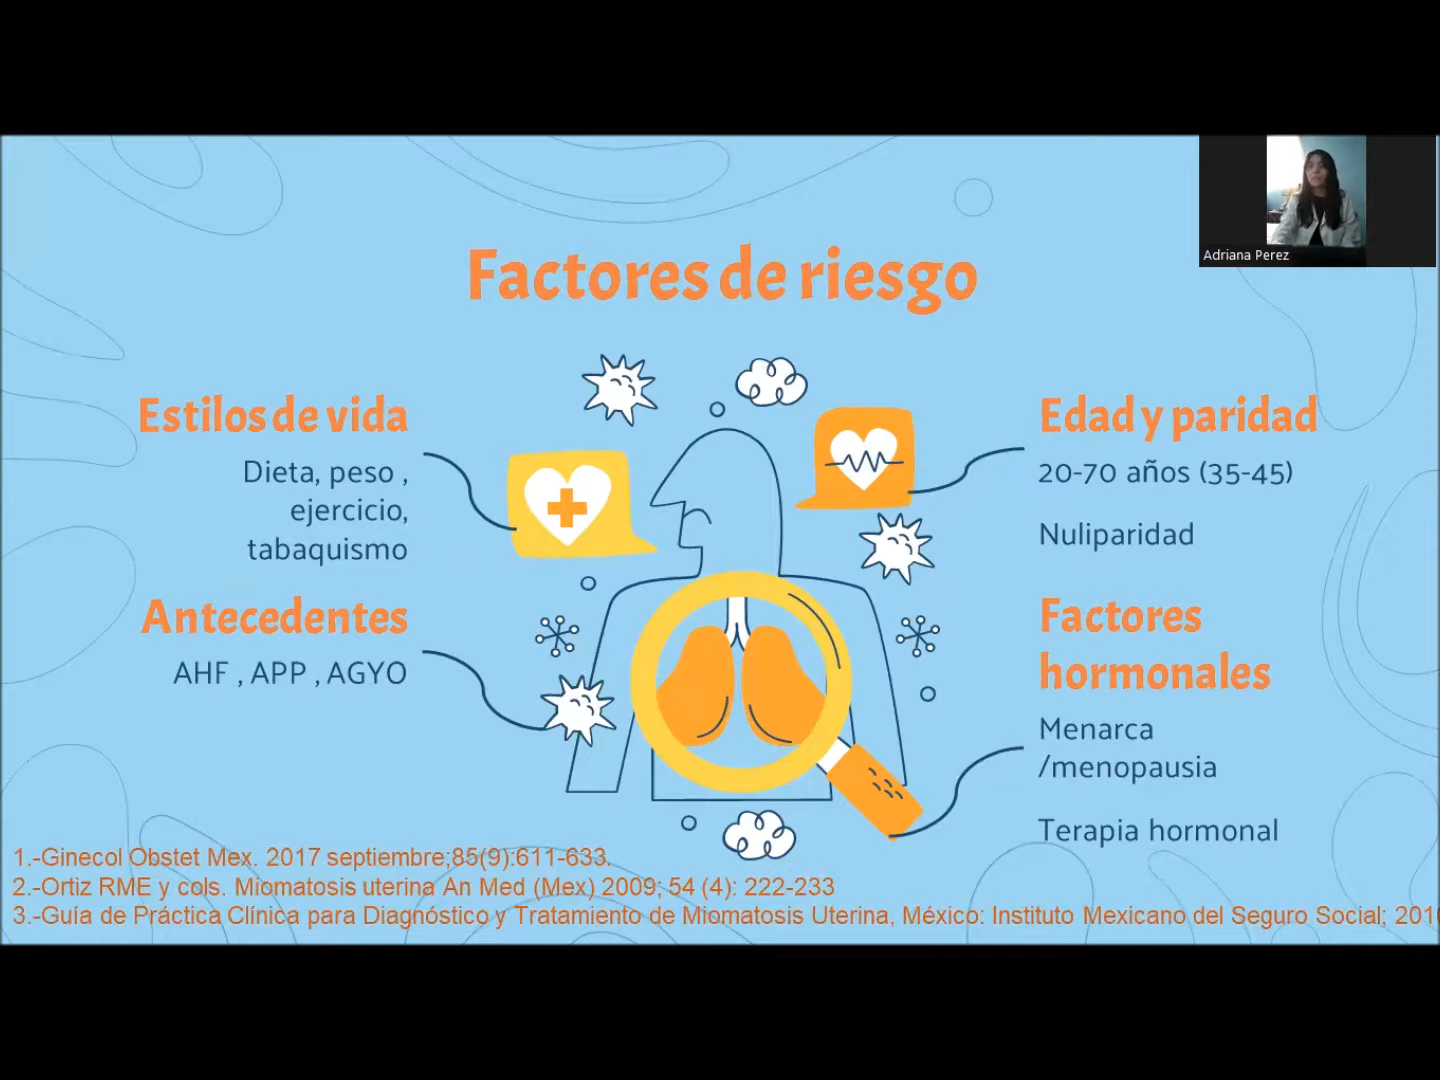 Adriana Perez
Factores de riesgo
Estilos de vida
Dieta, peso ,
ejercicio,
tabaquismo
Antecedentes
AHF , APP , AGYO
Edad y paridad
20-70 años (35-45)
Nuliparidad
Factores
hormonales
Menarca
/menopausia
Terapia hormonal
1.-Ginecol Obstet Mex. 2017 septiembre;85(9):611-633.
2.-Ortiz RME y cols. Miomatosis uterina An Med (Mex) 2009; 54 (4): 222-233
3.-Guía de Práctica Clínica para Diagnóstico y Tratamiento de Miomatosis Uterina, México: Instituto Mexicano del Seguro Social;